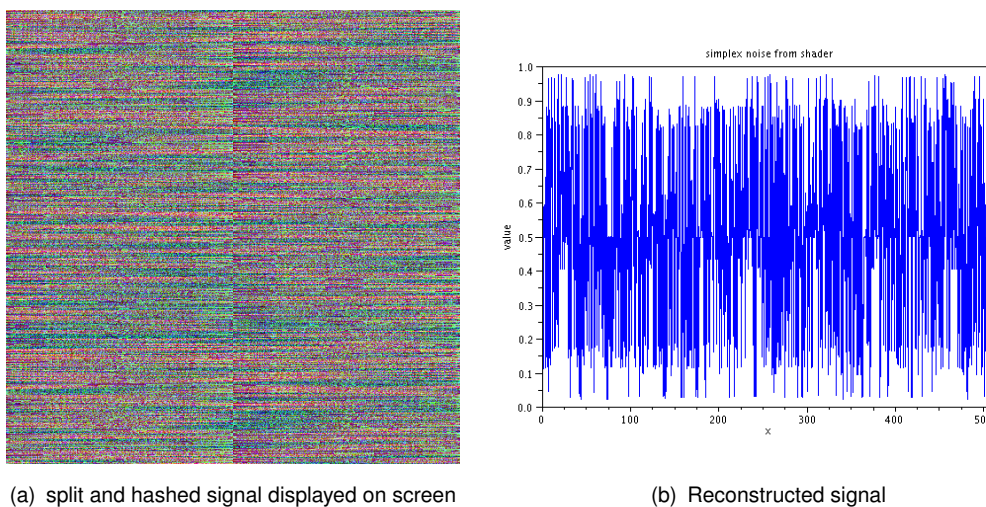 simplex noise from shader
1.0
0.9
0.8
0.7
0.6
0.5
0.4
0.3
0.2
0.1
0.0
value
0 100 200 300 400 50
x
(a) split and hashed signal displayed on screen
(b) Reconstructed signal